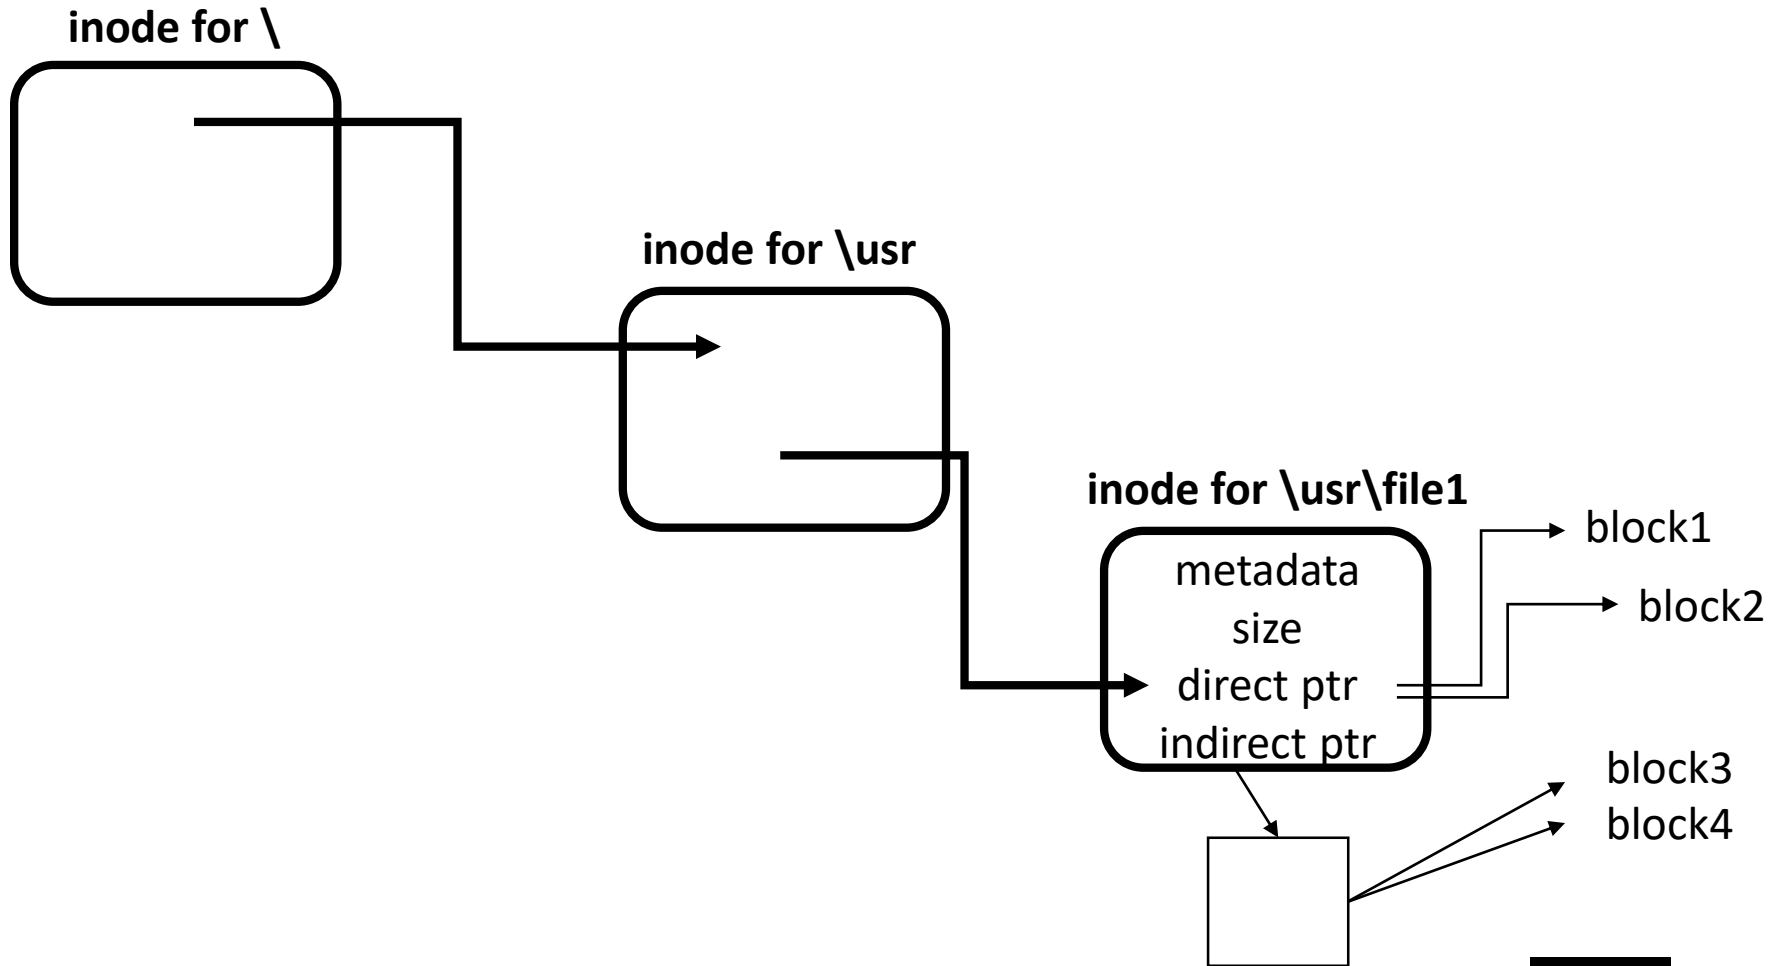 inode for \
inode for \usr
inode for \usr\file1
metadata
size
direct ptr
indirect ptr
block1
block2
block3
block4